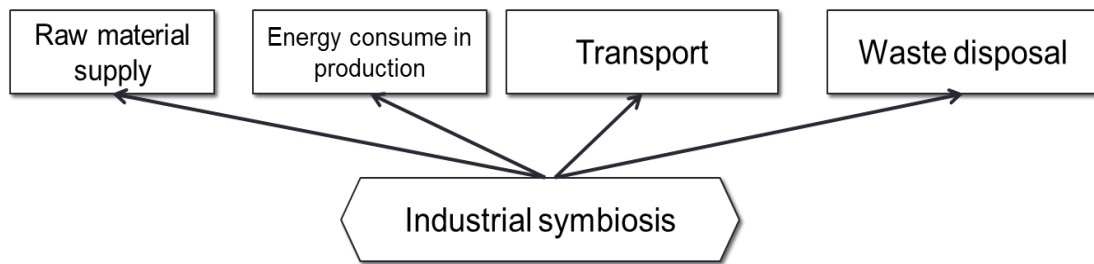 Raw material
supply
Energy consume in
production
Transport
Waste disposal
Industrial symbiosis